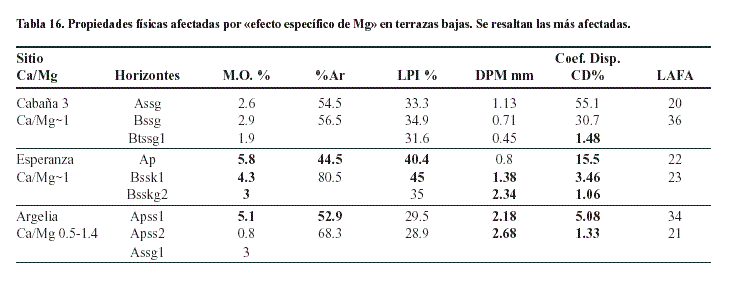 Tabla 16. Propiedades físicas afectadas por «efecto específico de Mg» en terrazas bajas. Se resaltan las más afectadas.
Sitio Coef. Disp.
Ca/Mg Horizontes M.O. % %Ar LPI % DPM mm CD% LAFA
Cabaña 3 Assg 2.6 54.5 33.3 1.13 55.1 20
Ca/Mg~1 Bssg 2.9 56.5 34.9 0.71 30.7 36
Btssg1 1.9 31.6 0.45 1.48
Esperanza Ap 5.8 44.5 40.4 0.8 15.5 22
Ca/Mg~1 Bssk1 4.3 80.5 45 1.38 3.46 23
Bsskg2 3 35 2.34 1.06
Argelia Apss1 5.1 52.9 29.5 2.18 5.08 34
Ca/Mg 0.5-1.4 Apss2 0.8 68.3 28.9 2.68 1.33 21
Assg1 3